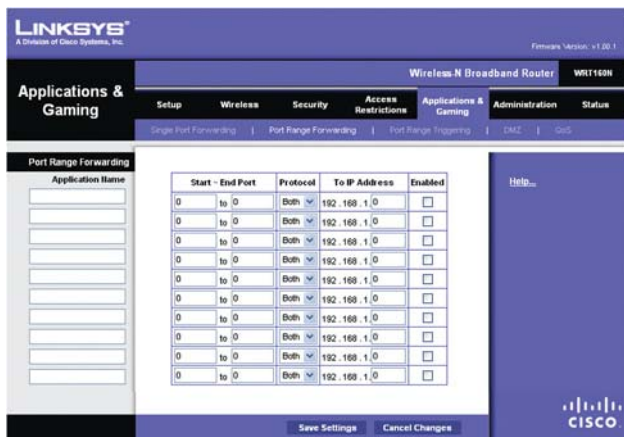 LINKSYS®
A Division of Cisco Systems, Inc.
Firmware Version: v1.00.1
Applications & Gaming
Wireless-N Broadband Router WRT160N
Setup Wireless Security Access Restrictions Applications & Gaming Administration Status
Single Port Forwarding | Port Range Forwarding | Port Range Triggering | DMZ | QoS
Port Range Forwarding
Application Name
Start ~ End Port Protocol To IP Address Enabled
0 to 0 Both 192 . 168 . 1. 0
0 to 0 Both 192 . 168 . 1. 0
0 to 0 Both 192 . 168 . 1. 0
0 to 0 Both 192 . 168 . 1. 0
0 to 0 Both 192 . 168 . 1. 0
0 to 0 Both 192 . 168 . 1. 0
0 to 0 Both 192 . 168 . 1. 0
0 to 0 Both 192 . 168 . 1. 0
0 to 0 Both 192 . 168 . 1. 0
0 to 0 Both 192 . 168 . 1. 0
Help...
Save Settings Cancel Changes
CISCO.